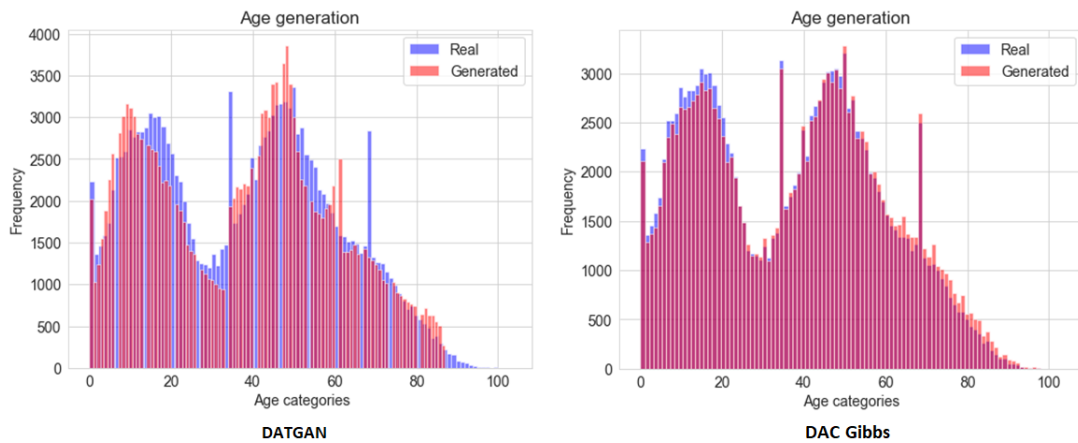 Age generation
Real
Generated
Frequency
4000
3500
3000
2500
2000
1500
1000
500
0
0 20 40 60 80 100
Age categories
DATGAN
Age generation
Real
Generated
Frequency
3000
2500
2000
1500
1000
500
0
0 20 40 60 80 100
Age categories
DAC Gibbs